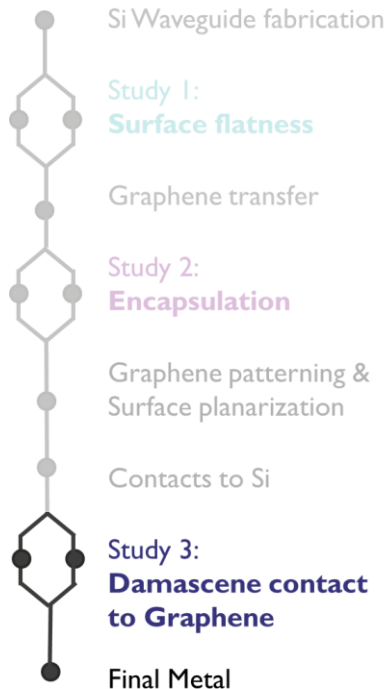 Si Waveguide fabrication
Study 1:
Surface flatness
Graphene transfer
Study 2:
Encapsulation
Graphene patterning &
Surface planarization
Contacts to Si
Study 3:
Damascene contact
to Graphene
Final Metal